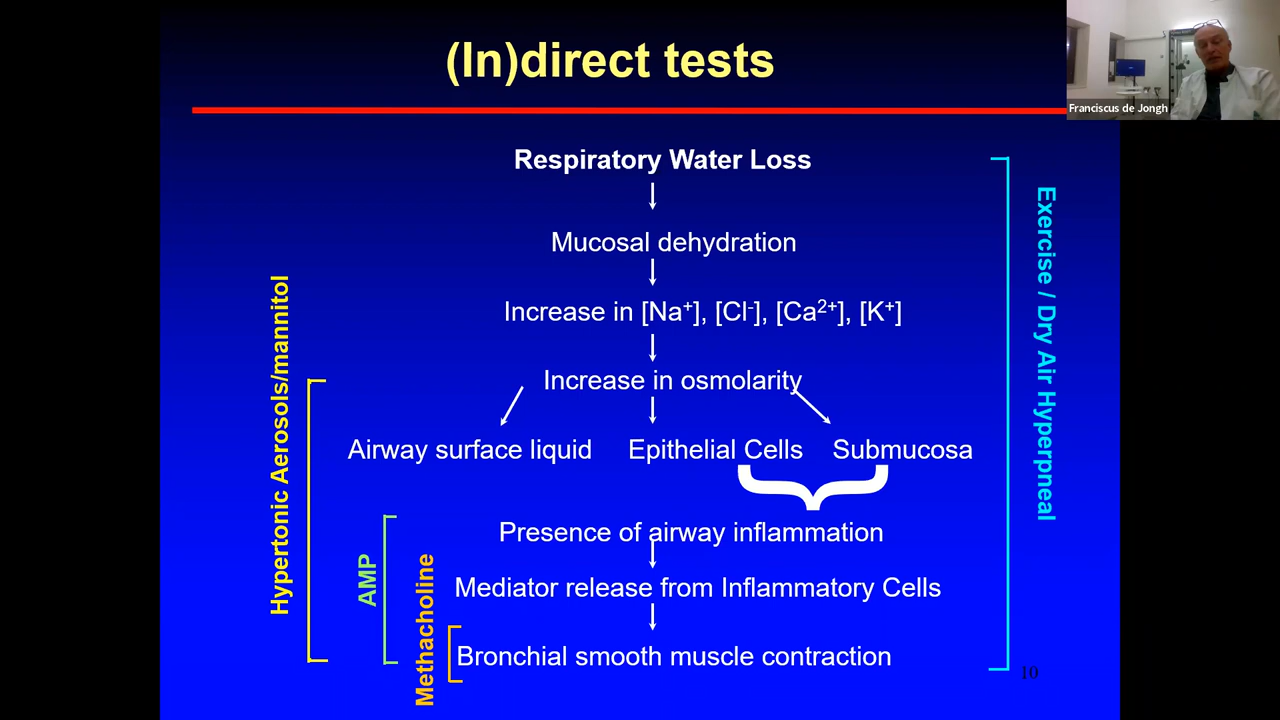 (In)direct tests
Franciscus de Jongh
Respiratory Water Loss
Mucosal dehydration
Increase in [Na⁺], [Cl⁻], [Ca²⁺], [K⁺]
Increase in osmolarity
Airway surface liquid Epithelial Cells Submucosa
Presence of airway inflammation
Mediator release from Inflammatory Cells
Bronchial smooth muscle contraction
Hypertonic Aerosols/mannitol
AMP
Methacholine
Exercise / Dry Air Hyperpneal
10